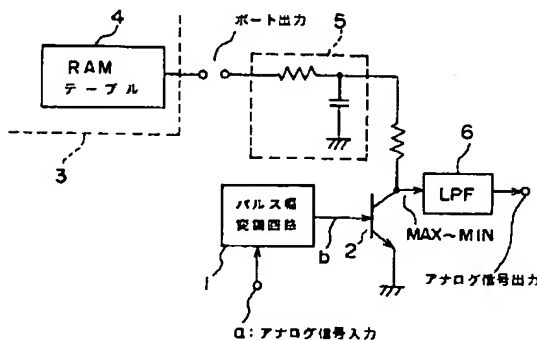 4
ポート出力
5
RAM
テーブル
3
6
LPF
パルス幅
変調回路
b
2
MAX~MIN
1
アナログ信号出力
a:アナログ信号入力